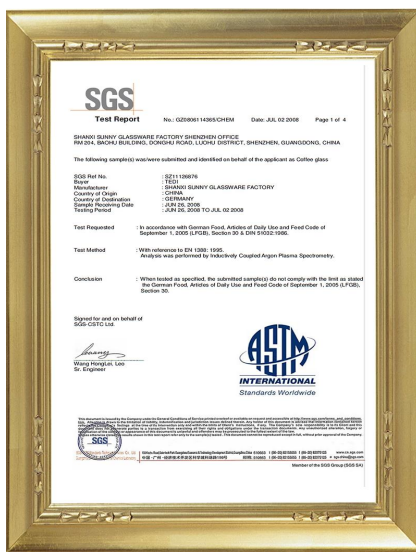 SGS
Test Report No.: GZ0806114365/CHEM Date: JUL 02 2008 Page 1 of 4
SHANXI SUNNY GLASSWARE FACTORY SHENZHEN OFFICE
RM 204, BAOHU BUILDING, DONGHU ROAD, LUOHU DISTRICT, SHENZHEN, GUANGDONG, CHINA
The following sample(s) was/were submitted and identified on behalf of the applicant as Coffee glass
SGS Ref No. : SZ11126876
Buyer : TEDI
Manufacturer : SHANXI SUNNY GLASSWARE FACTORY
Country of Origin : CHINA
Country of Destination : GERMANY
Sample Receiving Date : JUN 26, 2008
Testing Period : JUN 26, 2008 TO JUL 02 2008
Test Requested : In accordance with German Food, Articles of Daily Use and Feed Code of
September 1, 2005 (LFGB), Section 30 & DIN 51032:1986.
Test Method : With reference to EN 1388: 1995.
Analysis was performed by Inductively Coupled Argon Plasma Spectrometry.
Conclusion : When tested as specified, the submitted sample(s) do not comply with the limit as stated
the German Food, Articles of Daily Use and Feed Code of September 1, 2005 (LFGB),
Section 30.
Signed for and on behalf of
SGS-CSTC Ltd.
Wang HongLei, Leo
Sr. Engineer
ASTM
INTERNATIONAL
Standards Worldwide
SGS
www.cn.sgs.com
Member of the SGS Group (SGS SA)